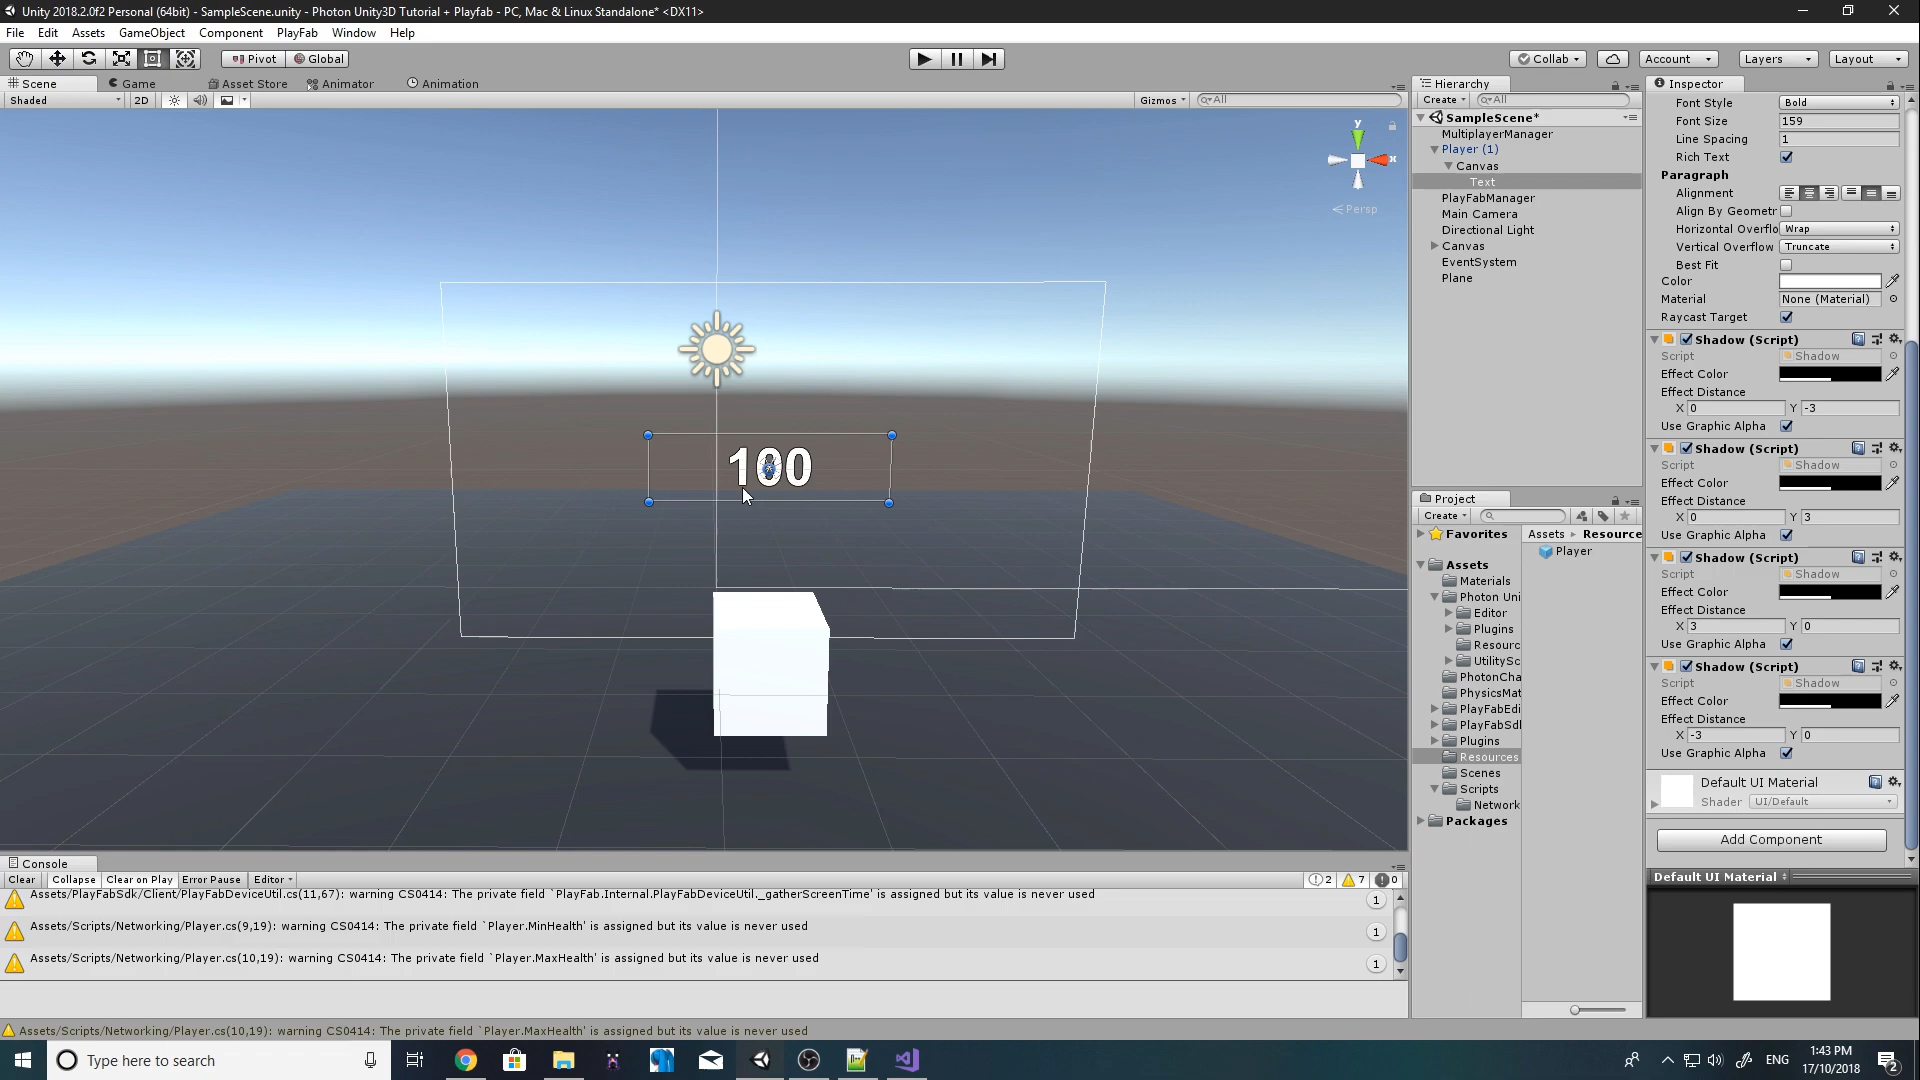 Unity 2018.2.0f2 Personal (64bit) - SampleScene.unity - Photon Unity3D Tutorial + Playfab - PC, Mac & Linux Standalone* <DX11>
File Edit Assets GameObject Component PlayFab Window Help
Pivot Global Collab Account Layers Layout
Scene Game Asset Store Animator Animation
Shaded 2D Gizmos All
y
x
Persp
100
Hierarchy
Create All
SampleScene*
MultiplayerManager
Player (1)
Canvas
Text
PlayFabManager
Main Camera
Directional Light
Canvas
EventSystem
Plane
Project
Create
Favorites
Assets
Materials
Photon Uni
Editor
Plugins
Resourc
UtilitySc
PhotonCha
PhysicsMat
PlayFabEdi
PlayFabSdl
Plugins
Resources
Scenes
Scripts
Network
Packages
Assets Resource
Player
Inspector
Font Style Bold
Font Size 159
Line Spacing 1
Rich Text
Paragraph
Alignment
Align By Geometr
Horizontal Overflo Wrap
Vertical Overflow Truncate
Best Fit
Color
Material None (Material)
Raycast Target
Shadow (Script)
Script Shadow
Effect Color
Effect Distance
X 0 Y -3
Use Graphic Alpha
Shadow (Script)
Script Shadow
Effect Color
Effect Distance
X 0 Y 3
Use Graphic Alpha
Shadow (Script)
Script Shadow
Effect Color
Effect Distance
X 3 Y 0
Use Graphic Alpha
Shadow (Script)
Script Shadow
Effect Color
Effect Distance
X -3 Y 0
Use Graphic Alpha
Default UI Material
Shader UI/Default
Add Component
Default UI Material
Console
Clear Collapse Clear on Play Error Pause Editor 2 7 0
Assets/PlayFabSdk/Client/PlayFabDeviceUtil.cs(11,67): warning CS0414: The private field `PlayFab.Internal.PlayFabDeviceUtil._gatherScreenTime' is assigned but its value is never used 1
Assets/Scripts/Networking/Player.cs(9,19): warning CS0414: The private field `Player.MinHealth' is assigned but its value is never used 1
Assets/Scripts/Networking/Player.cs(10,19): warning CS0414: The private field `Player.MaxHealth' is assigned but its value is never used 1
Assets/Scripts/Networking/Player.cs(10,19): warning CS0414: The private field `Player.MaxHealth' is assigned but its value is never used
Type here to search
ENG
1:43 PM
17/10/2018
2